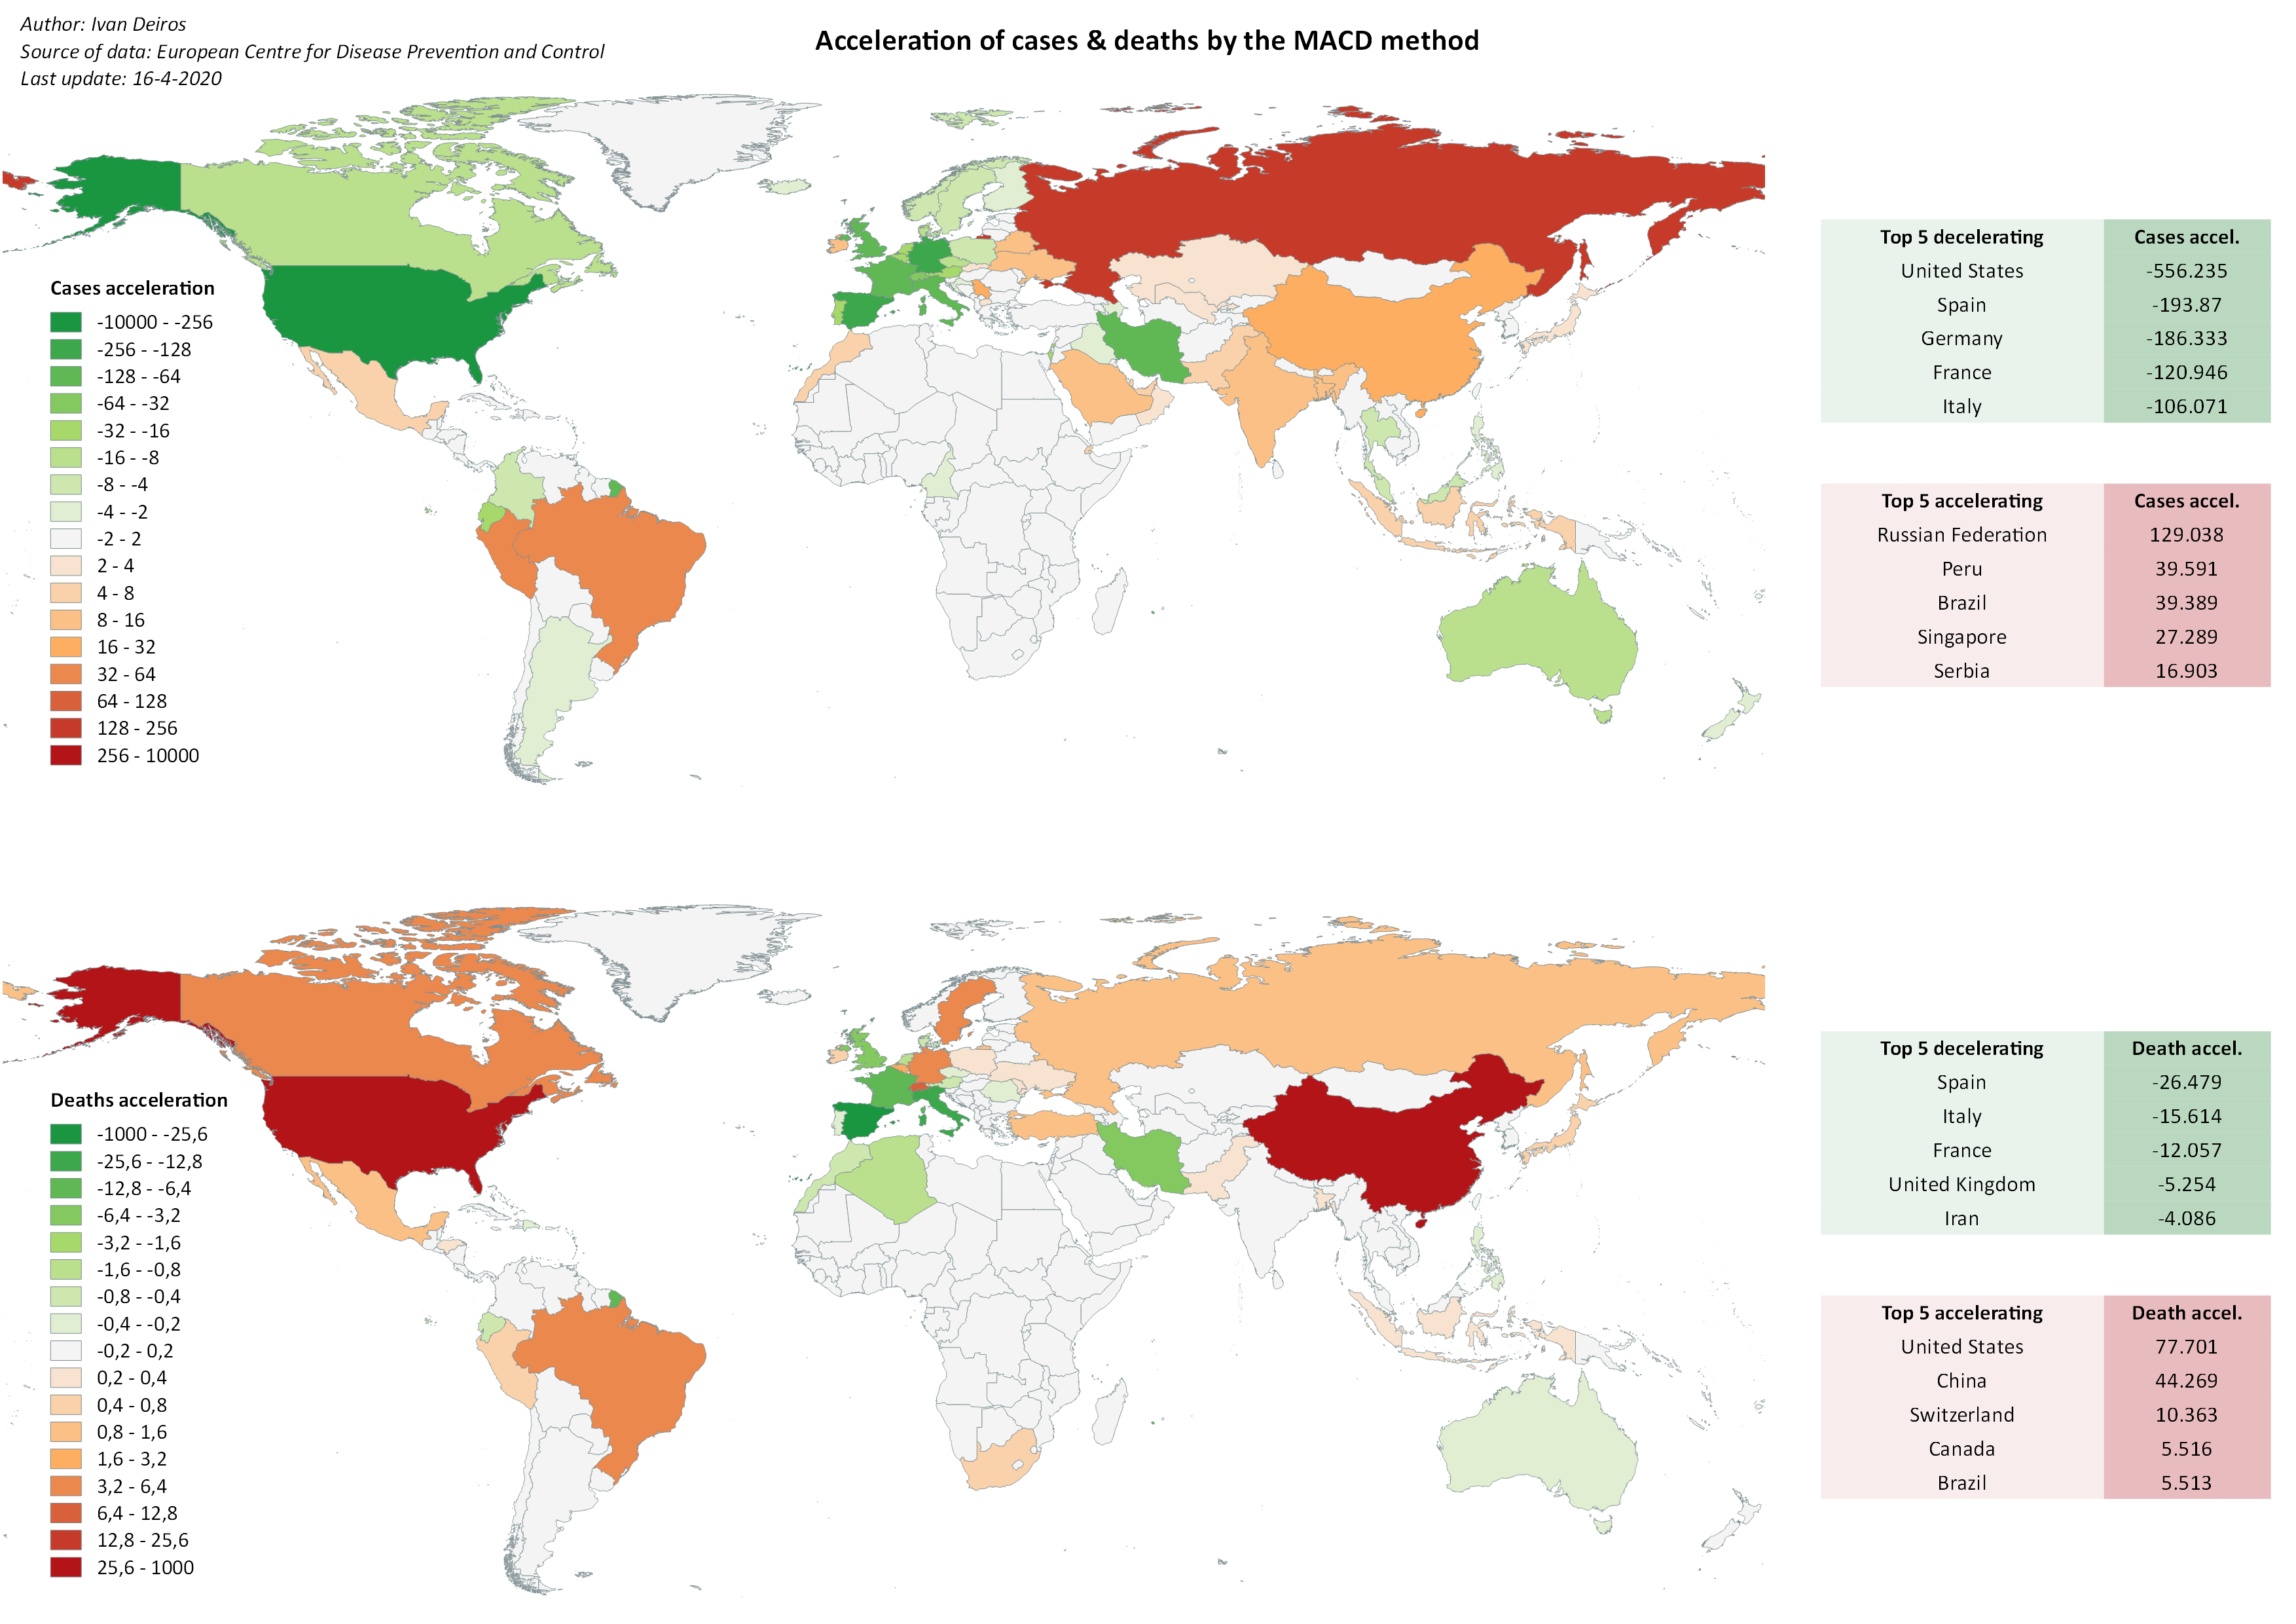 Author: Ivan Deiros
Source of data: European Centre for Disease Prevention and Control
Last update: 16-4-2020
Acceleration of cases & deaths by the MACD method
Cases acceleration
-10000 - -256
-256 - -128
-128 - -64
-64 - -32
-32 - -16
-16 - -8
-8 - -4
-4 - -2
-2 - 2
2 - 4
4 - 8
8 - 16
16 - 32
32 - 64
64 - 128
128 - 256
256 - 10000
Top 5 decelerating Cases accel.
United States -556.235
Spain -193.87
Germany -186.333
France -120.946
Italy -106.071
Top 5 accelerating Cases accel.
Russian Federation 129.038
Peru 39.591
Brazil 39.389
Singapore 27.289
Serbia 16.903
Deaths acceleration
-1000 - -25,6
-25,6 - -12,8
-12,8 - -6,4
-6,4 - -3,2
-3,2 - -1,6
-1,6 - -0,8
-0,8 - -0,4
-0,4 - -0,2
-0,2 - 0,2
0,2 - 0,4
0,4 - 0,8
0,8 - 1,6
1,6 - 3,2
3,2 - 6,4
6,4 - 12,8
12,8 - 25,6
25,6 - 1000
Top 5 decelerating Death accel.
Spain -26.479
Italy -15.614
France -12.057
United Kingdom -5.254
Iran -4.086
Top 5 accelerating Death accel.
United States 77.701
China 44.269
Switzerland 10.363
Canada 5.516
Brazil 5.513